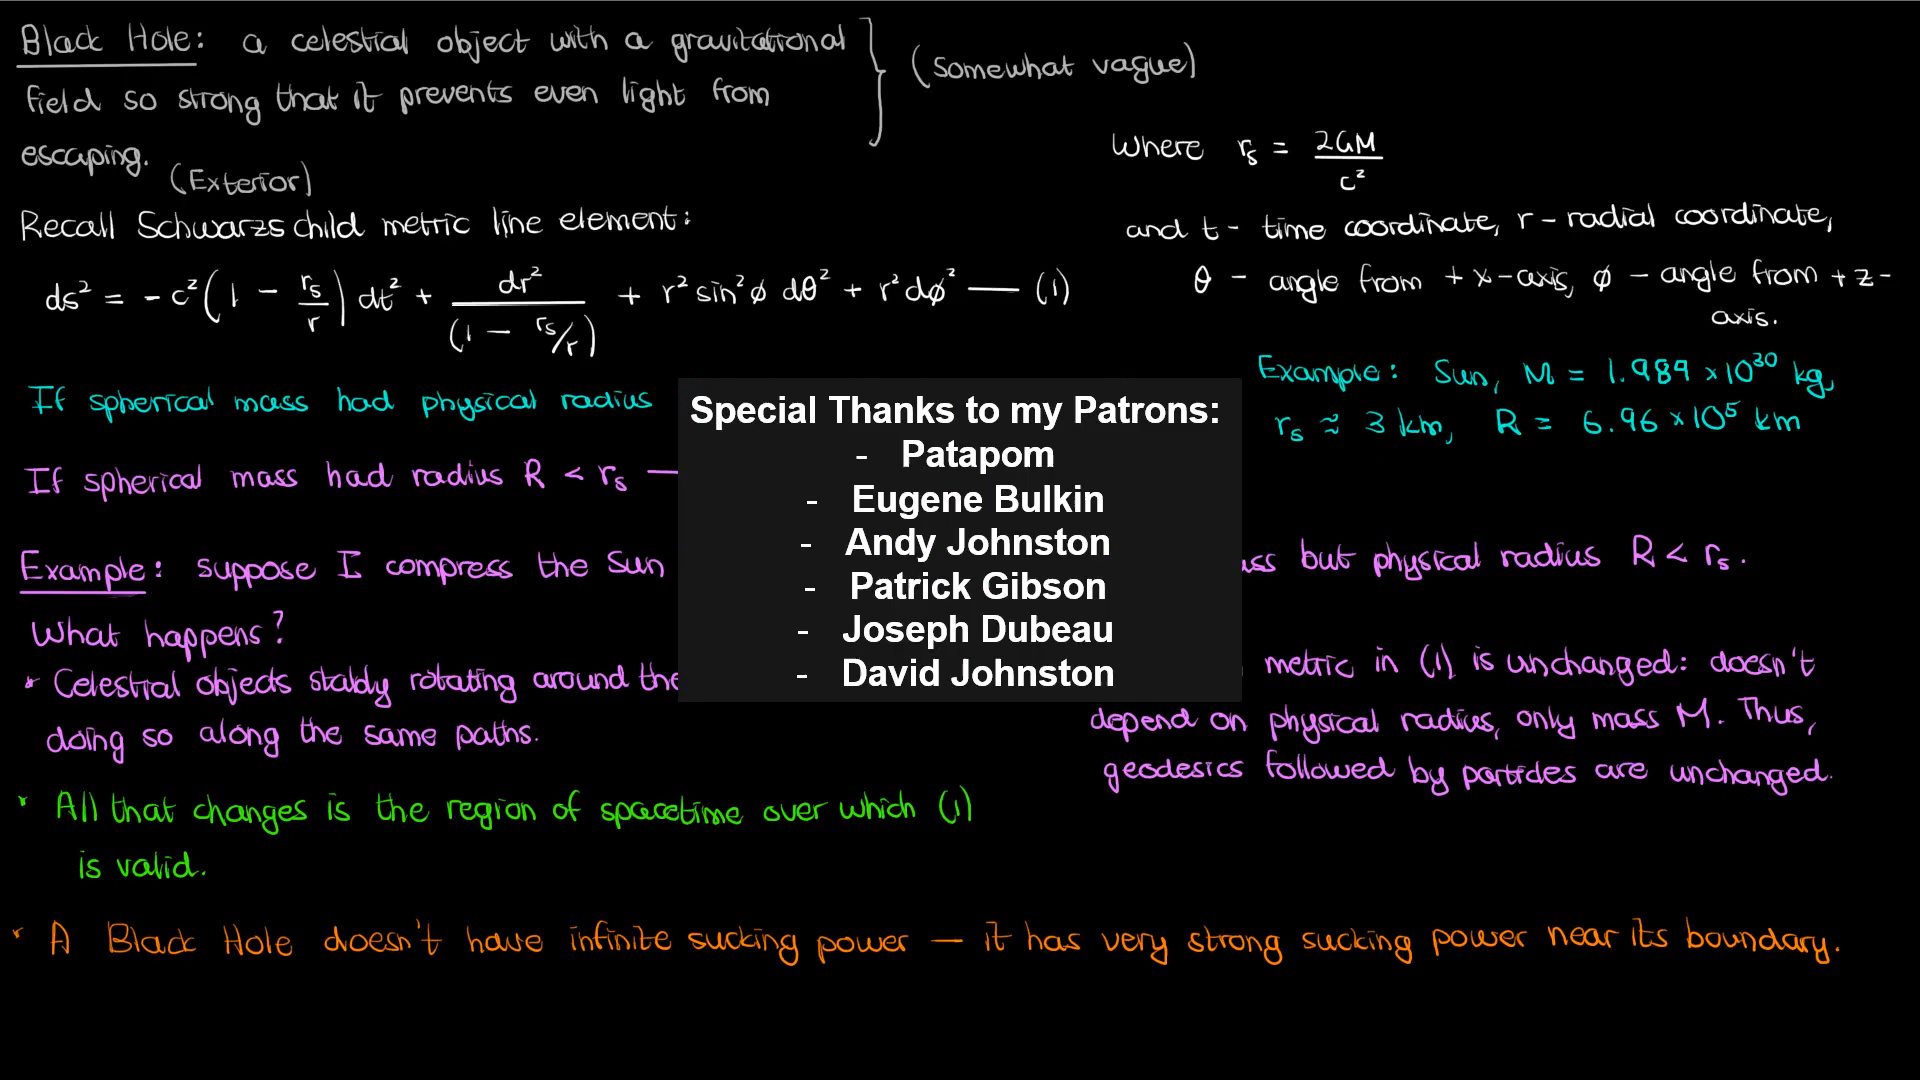 Black Hole: a celestial object with a gravitational
field so strong that it prevents even light from
escaping.
(somewhat vague)
(Exterior)
Recall Schwarzschild metric line element:
ds² = - c² (1 - r_s/r) dt² + dr²/(1 - r_s/r) + r² sin² φ dθ² + r² dφ² — (1)
Where r_s = 2GM/c²
and t - time coordinate, r - radial coordinate,
θ - angle from + x-axis, φ - angle from + z-
axis.
If spherical mass had physical radius
Example: Sun, M = 1.989 × 10³⁰ kg,
r_s ≈ 3 km, R = 6.96 × 10⁵ km
If spherical mass had radius R < r_s —
Example: suppose I compress the Sun
but physical radius R < r_s.
What happens?
* Celestial objects stably rotating around the
doing so along the same paths.
metric in (1) is unchanged: doesn't
depend on physical radius, only mass M. Thus,
geodesics followed by particles are unchanged.
* All that changes is the region of spacetime over which (1)
is valid.
* A Black Hole doesn't have infinite sucking power — it has very strong sucking power near its boundary.
Special Thanks to my Patrons:
- Patapom
- Eugene Bulkin
- Andy Johnston
- Patrick Gibson
- Joseph Dubeau
- David Johnston